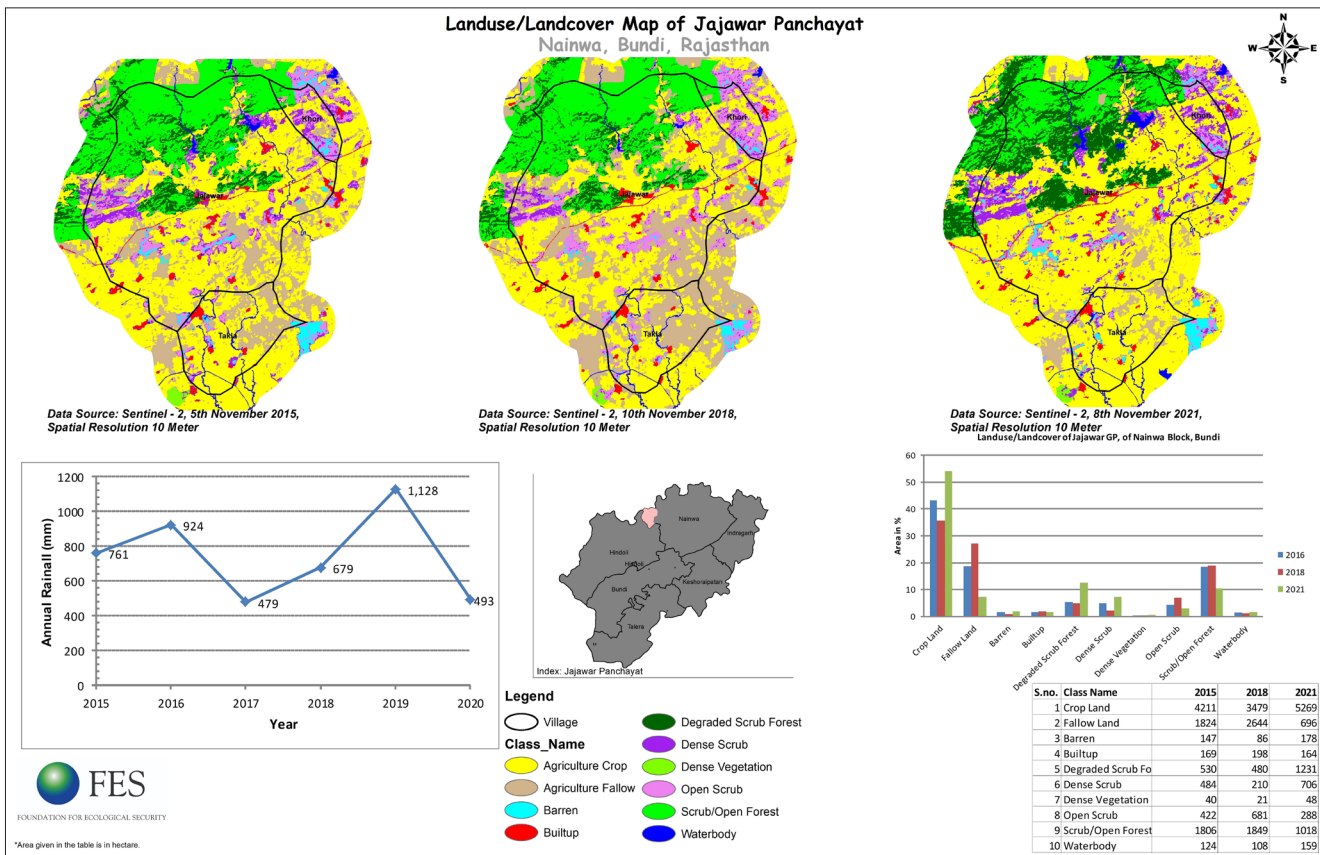 Landuse/Landcover Map of Jajawar Panchayat
Nainwa, Bundi, Rajasthan
N
W E
S
Khori
Jajawar
Takla
Data Source: Sentinel - 2, 5th November 2015,
Spatial Resolution 10 Meter
Khori
Jajawar
Takla
Data Source: Sentinel - 2, 10th November 2018,
Spatial Resolution 10 Meter
Khori
Jajawar
Takla
Data Source: Sentinel - 2, 8th November 2021,
Spatial Resolution 10 Meter
Annual Rainall (mm)
1200
1000
800
600
400
200
0
761
924
479
679
1,128
493
2015 2016 2017 2018 2019 2020
Year
Nainwa
Indragarh
Hindoli
Hindoli
Keshoraipatan
Bundi
Talera
Index: Jajawar Panchayat
Landuse/Landcover of Jajawar GP, of Nainwa Block, Bundi
Area in %
60
50
40
30
20
10
0
Crop Land
Fallow Land
Barren
Builtup
Degraded Scrub Forest
Dense Scrub
Dense Vegetation
Open Scrub
Scrub/Open Forest
Waterbody
2016
2018
2021
Legend
Village
Class_Name
Agriculture Crop
Agriculture Fallow
Barren
Builtup
Degraded Scrub Forest
Dense Scrub
Dense Vegetation
Open Scrub
Scrub/Open Forest
Waterbody
S.no. Class Name 2015 2018 2021
1 Crop Land 4211 3479 5269
2 Fallow Land 1824 2644 696
3 Barren 147 86 178
4 Builtup 169 198 164
5 Degraded Scrub Fo 530 480 1231
6 Dense Scrub 484 210 706
7 Dense Vegetation 40 21 48
8 Open Scrub 422 681 288
9 Scrub/Open Forest 1806 1849 1018
10 Waterbody 124 108 159
FES
FOUNDATION FOR ECOLOGICAL SECURITY
*Area given in the table is in hectare.